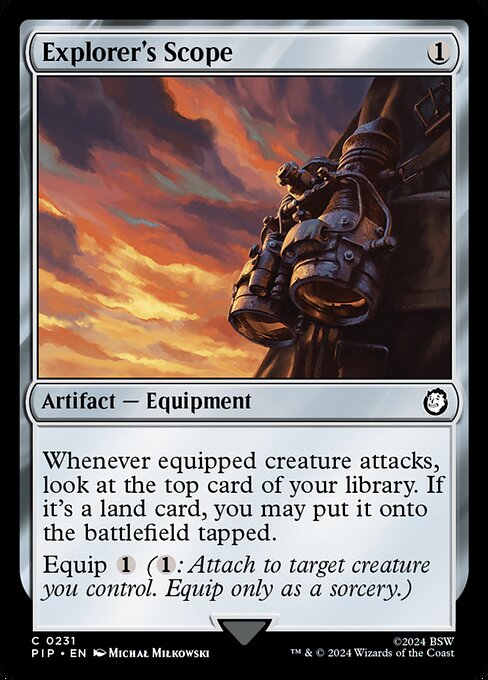 Explorer's Scope 1
Artifact — Equipment
Whenever equipped creature attacks,
look at the top card of your library. If
it's a land card, you may put it onto
the battlefield tapped.
Equip 1 (1: Attach to target creature
you control. Equip only as a sorcery.)
C 0231 ©2024 BSW
PIP • EN Michał Miłkowski ™ & © 2024 Wizards of the Coast